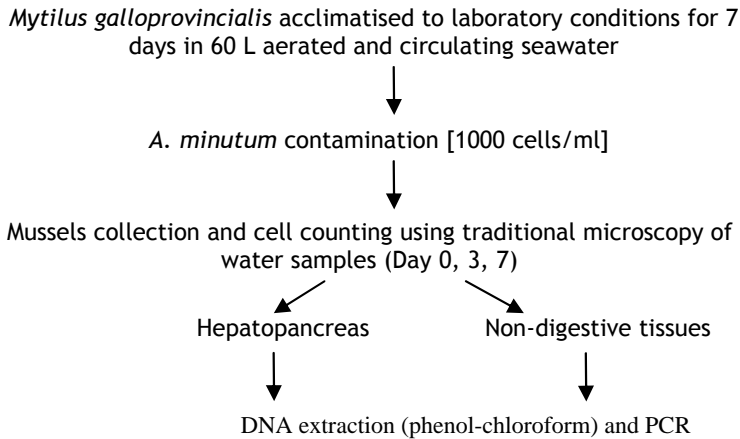 Mytilus galloprovincialis acclimatised to laboratory conditions for 7
days in 60 L aerated and circulating seawater
A. minutum contamination [1000 cells/ml]
Mussels collection and cell counting using traditional microscopy of
water samples (Day 0, 3, 7)
Hepatopancreas
Non-digestive tissues
DNA extraction (phenol-chloroform) and PCR